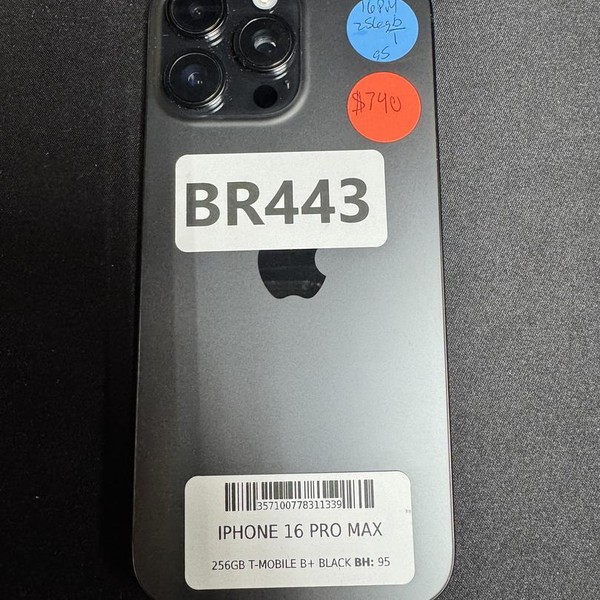 16PM
256gb
T
95
$740
BR443
357100778311339
IPHONE 16 PRO MAX
256GB T-MOBILE B+ BLACK BH: 95